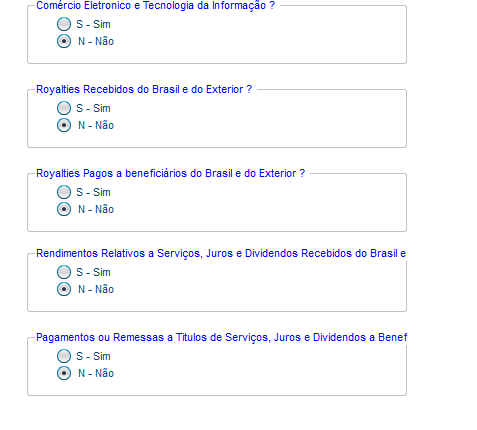 Comércio Eletronico e Tecnologia da Informação ?
S - Sim
N - Não
Royalties Recebidos do Brasil e do Exterior ?
S - Sim
N - Não
Royalties Pagos a beneficiários do Brasil e do Exterior ?
S - Sim
N - Não
Rendimentos Relativos a Serviços, Juros e Dividendos Recebidos do Brasil e
S - Sim
N - Não
Pagamentos ou Remessas a Titulos de Serviços, Juros e Dividendos a Benef
S - Sim
N - Não